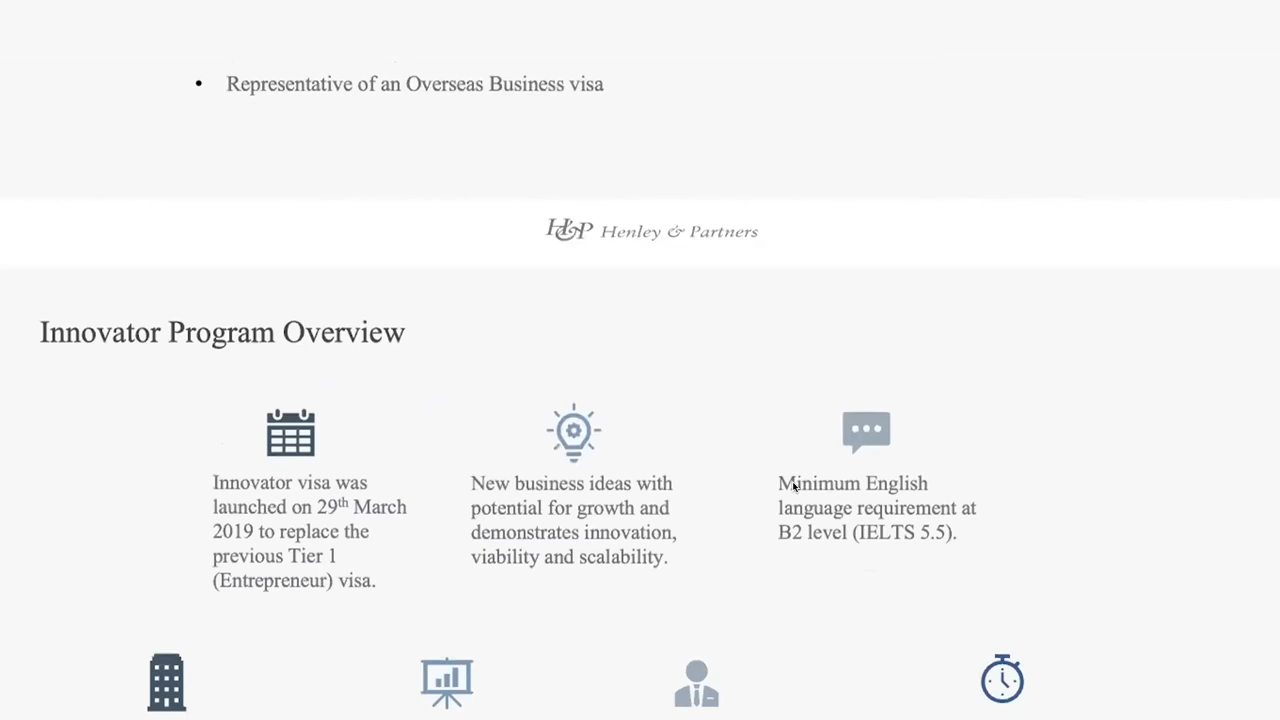 • Representative of an Overseas Business visa
H&P Henley & Partners
Innovator Program Overview
Innovator visa was
launched on 29th March
2019 to replace the
previous Tier 1
(Entrepreneur) visa.
New business ideas with
potential for growth and
demonstrates innovation,
viability and scalability.
Minimum English
language requirement at
B2 level (IELTS 5.5).